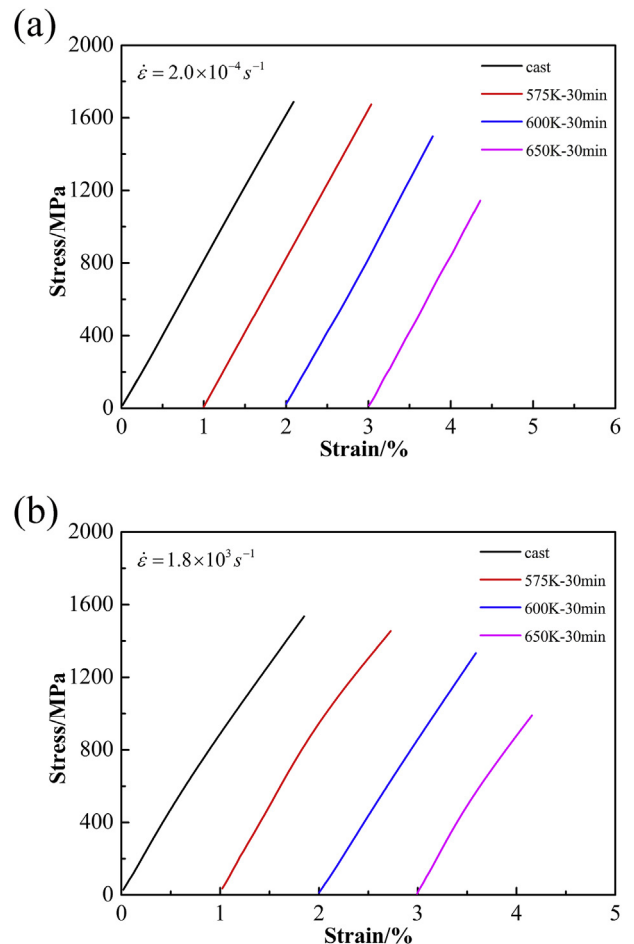 (a)
2000
1600
1200
800
400
0
Stress/MPa
ε̇ = 2.0×10⁻⁴ s⁻¹
cast
575K-30min
600K-30min
650K-30min
0 1 2 3 4 5 6
Strain/%
(b)
2000
1600
1200
800
400
0
Stress/MPa
ε̇ = 1.8×10³ s⁻¹
cast
575K-30min
600K-30min
650K-30min
0 1 2 3 4 5
Strain/%